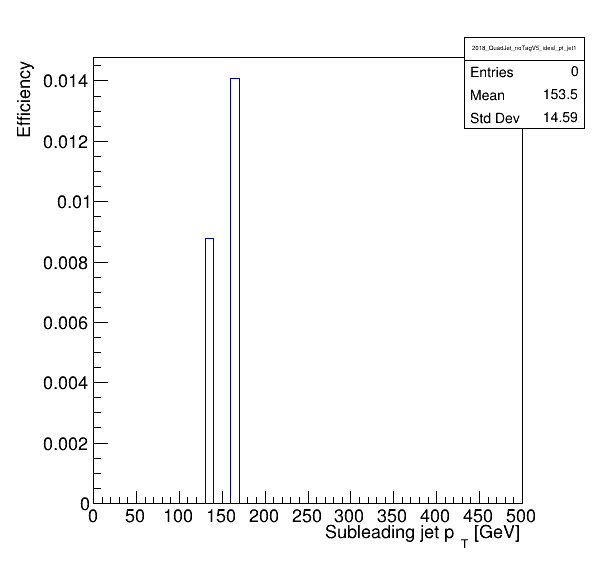 2018_QuadJet_noTagV5_ideal_pt_jet1
Entries 0
Mean 153.5
Std Dev 14.59
Efficiency
0.014
0.012
0.01
0.008
0.006
0.004
0.002
0
0 50 100 150 200 250 300 350 400 450 500
Subleading jet p T [GeV]